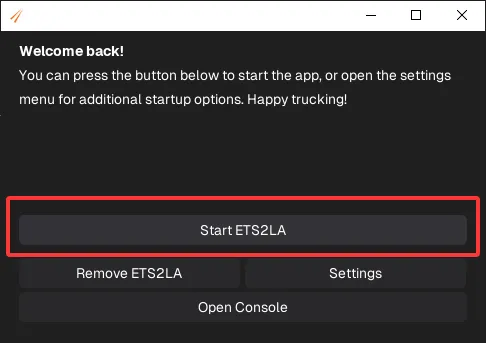 Welcome back!
You can press the button below to start the app, or open the settings
menu for additional startup options. Happy trucking!
Start ETS2LA
Remove ETS2LA
Settings
Open Console